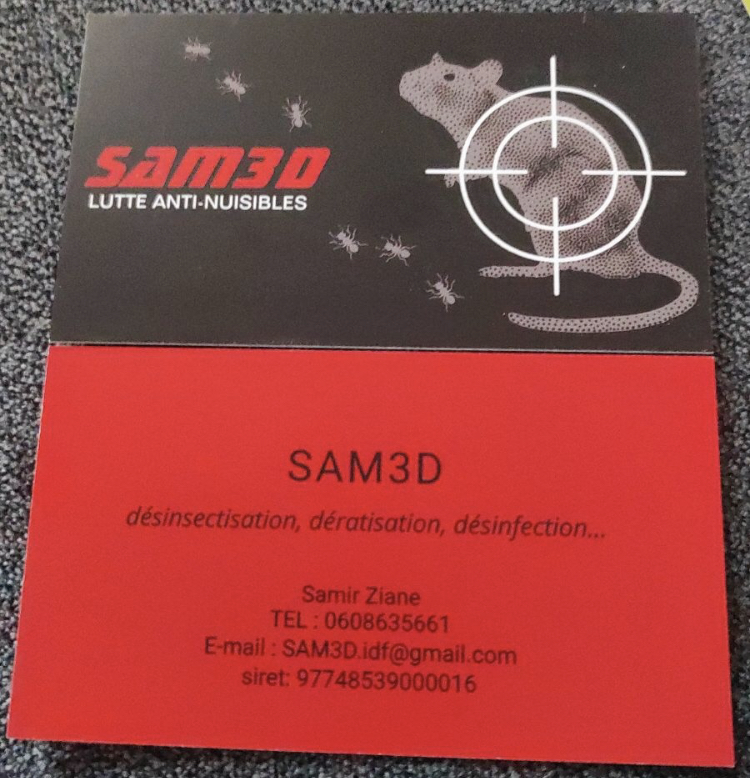 SAM3D
LUTTE ANTI-NUISIBLES
SAM3D
désinsectisation, dératisation, désinfection...
Samir Ziane
TEL : 0608635661
E-mail : SAM3D.idf@gmail.com
siret: 97748539000016